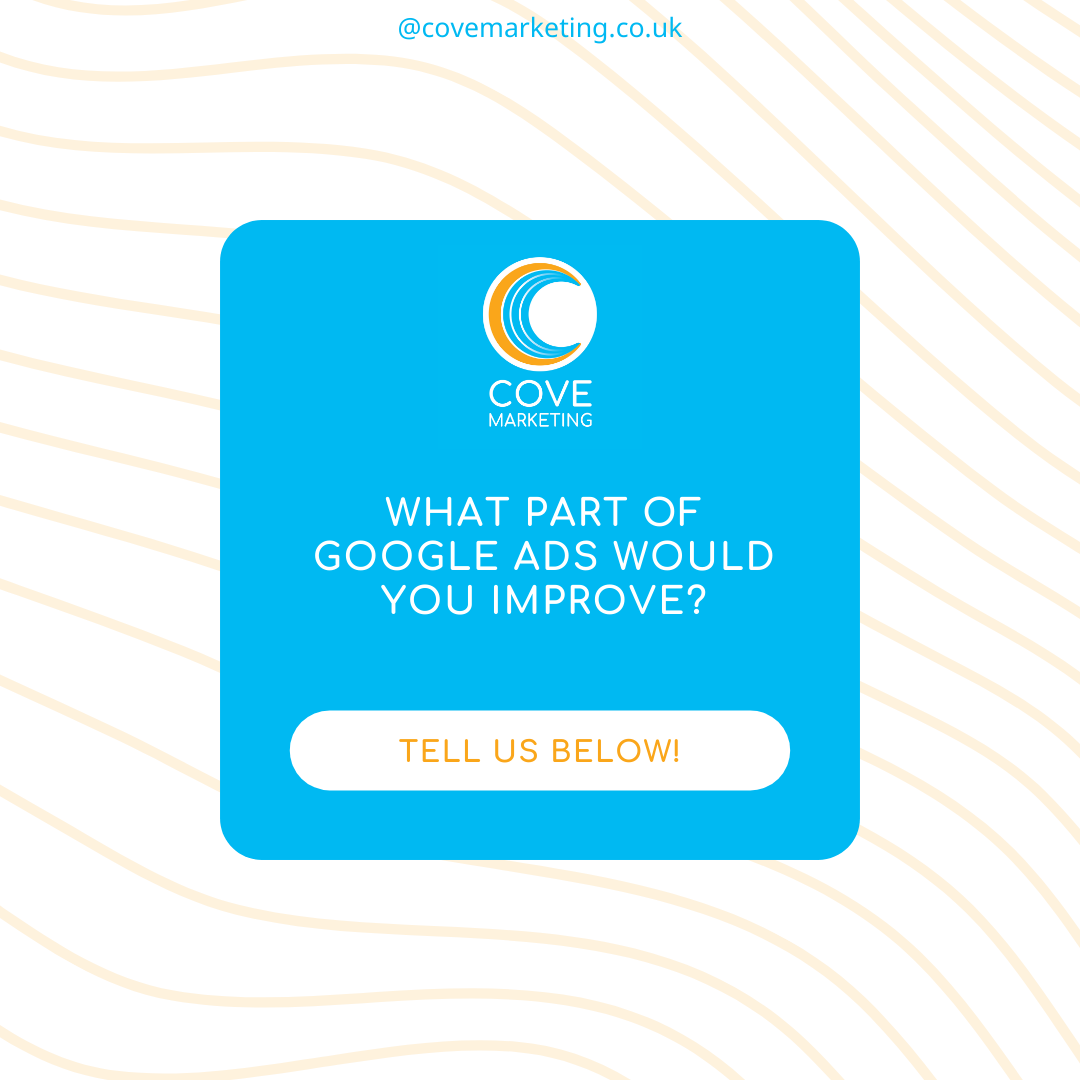 @covemarketing.co.uk
COVE
MARKETING
WHAT PART OF
GOOGLE ADS WOULD
YOU IMPROVE?
TELL US BELOW!